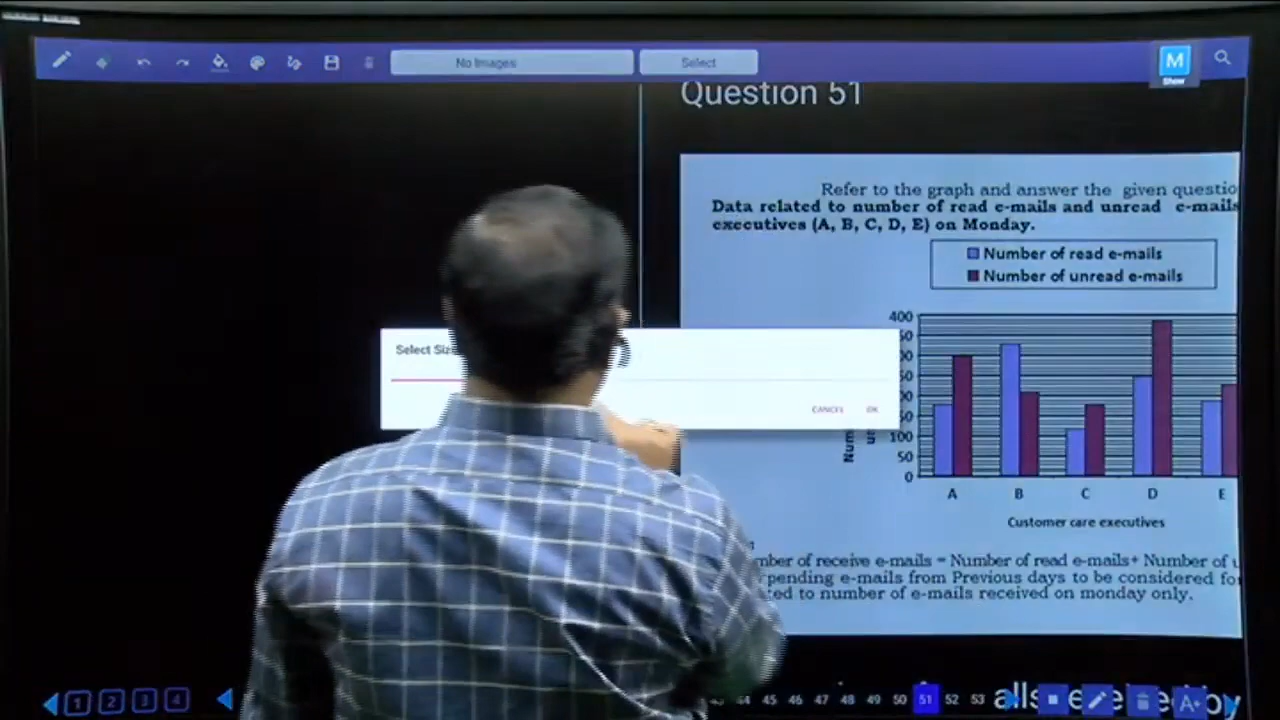 No Images
Select
M
Show
Question 51
Refer to the graph and answer the given questio
Data related to number of read e-mails and unread e-mails
executives (A, B, C, D, E) on Monday.
Number of read e-mails
Number of unread e-mails
Select Siz
CANCEL OK
400
100
50
0
A B C D E
Customer care executives
mber of receive e-mails = Number of read e-mails+ Number of u
pending e-mails from Previous days to be considered fo
ted to number of e-mails received on monday only.
1 2 3 4
44 45 46 47 48 49 50 51 52 53
A+